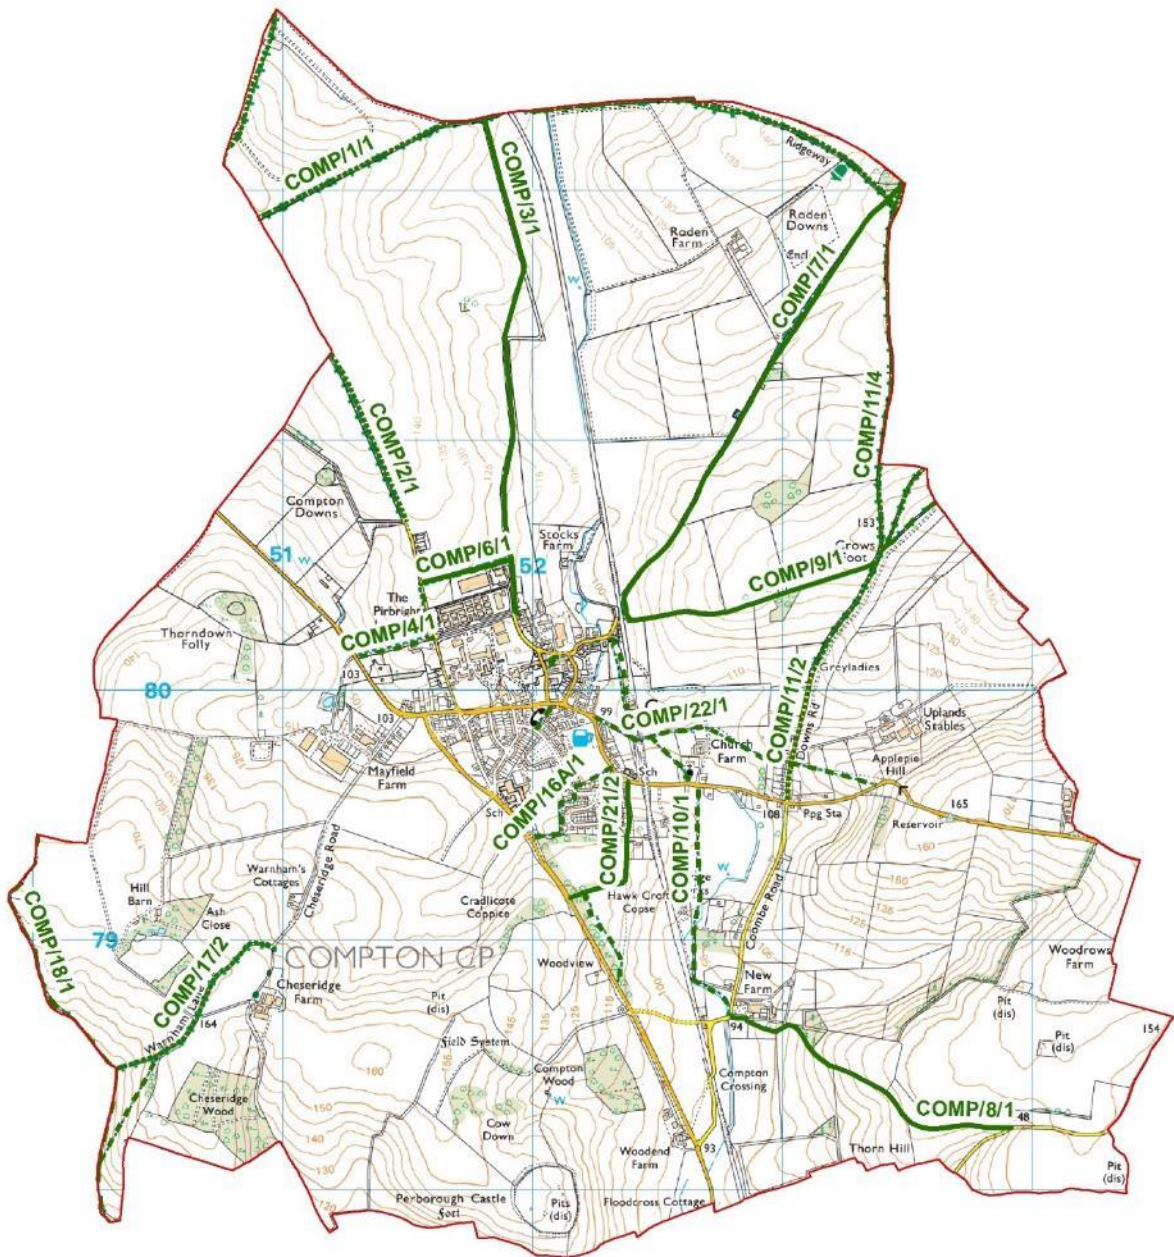 COMP/1/1
COMP/3/1
Ridgeway
135
140
Roden
Farm
Roden
Downs
Encl
COMP/7/1
W
COMP/2/1
COMP/11/4
Compton
Downs
51
W
COMP/6/1
Stocks
Farm
52
153
COMP/9/1
The
COMP/4/1
Thorndown
Folly
103
80
103
Mayfield
Farm
99
COMP/22/1
Church
Farm
COMP/11/2
Downs Rd
Greyladies
Uplands
Stables
Applepie
Hill
Sch
Sch
COMP/16A/1
COMP/21/2
COMP/10/1
108
Ppg Sta
165
Reservoir
Cheseridge Road
Warnham's
Cottages
Hill
Barn
Ash
Close
Cradlicote
Coppice
Hawk Croft
Copse
W
Coombe Road
COMP/18/1
79
COMP/17/2
COMPTON CP
Cheseridge
Farm
Woodview
New
Farm
Woodrows
Farm
Pit
(dis)
Pit
(dis)
Pit
(dis)
154
Warnham Lane
164
94
Field System
Compton
Wood
W
Compton
Crossing
Cheseridge
Wood
160
150
140
130
Cow
Down
COMP/8/1
48
Woodend
Farm
93
Thorn Hill
Pit
(dis)
Perborough Castle
Fort
Pits
(dis)
Floodcross Cottage